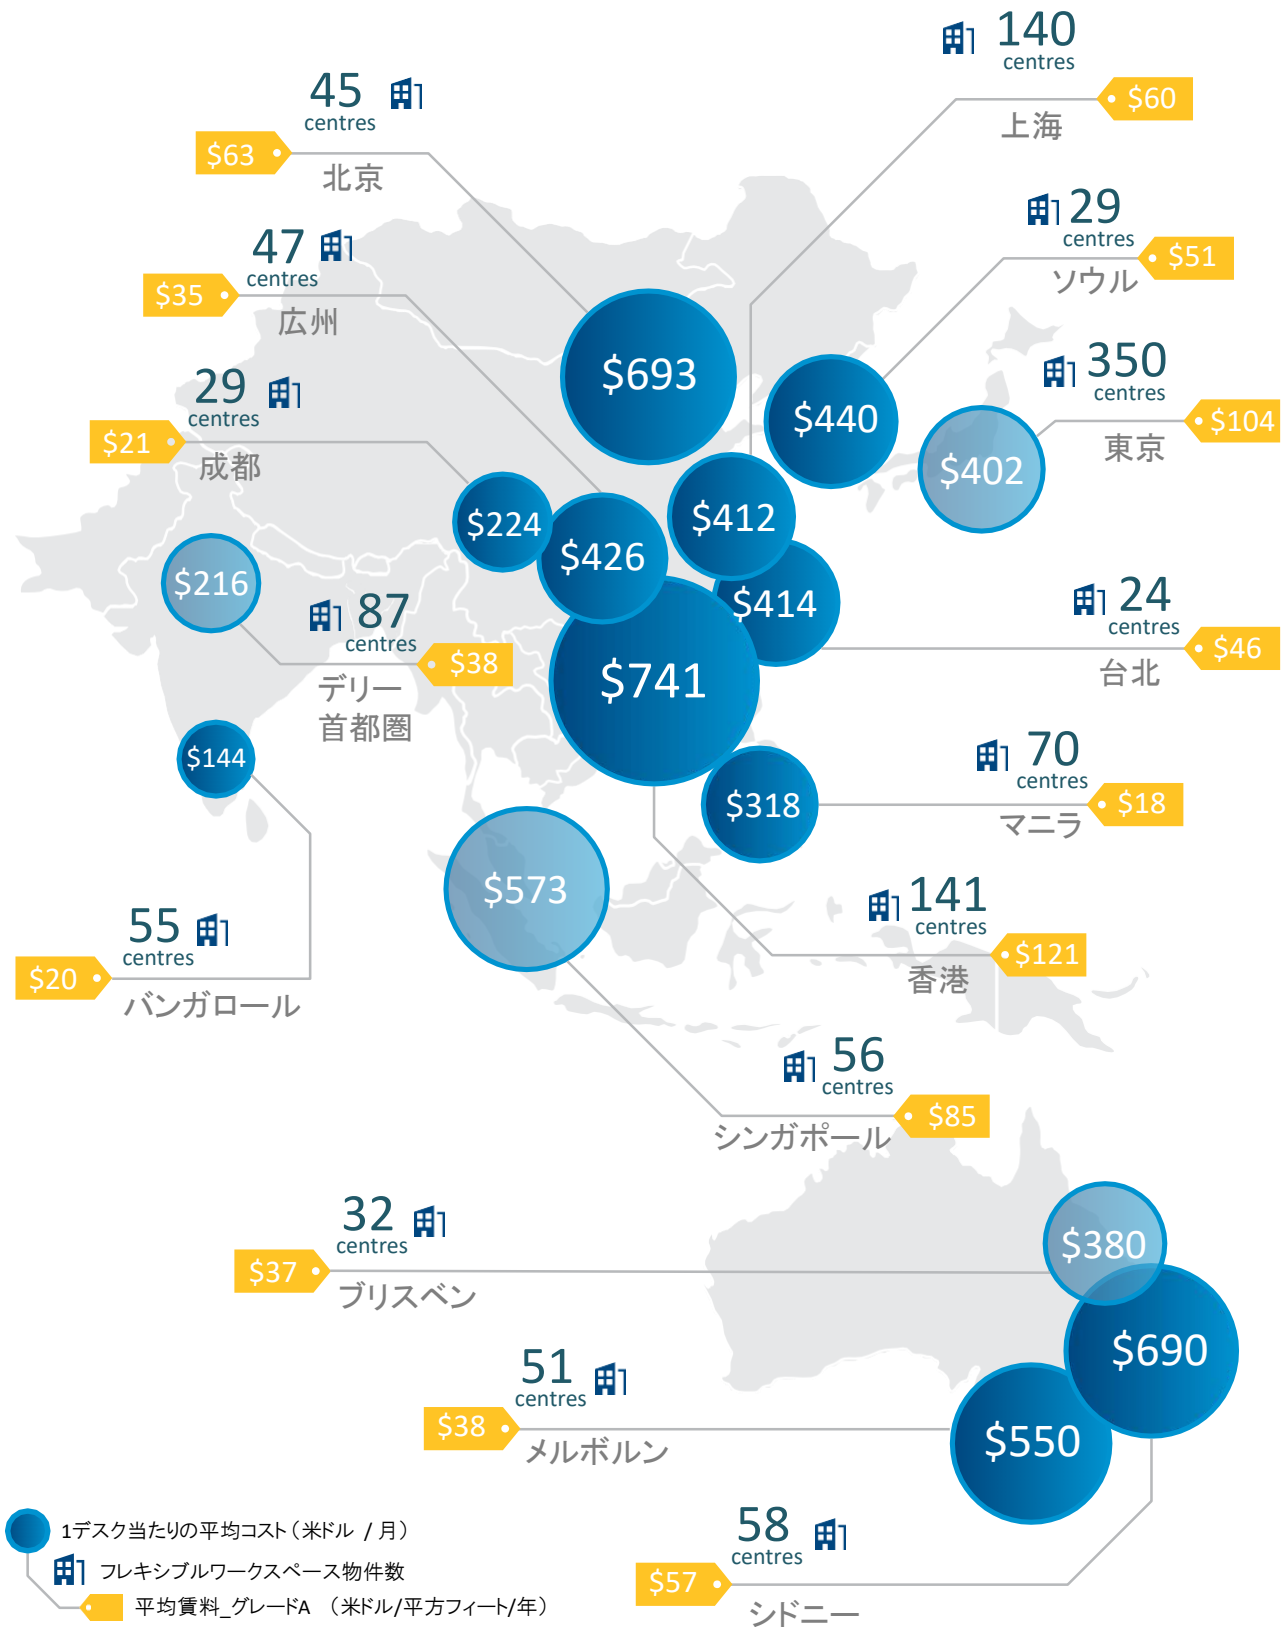 140
centres
$60
上海
45
centres
$63
北京
29
centres
$51
ソウル
47
centres
$35
広州
350
centres
$104
東京
29
centres
$21
成都
$693
$440
$402
$412
$224
$426
$414
$216
87
centres
$38
デリー
首都圏
24
centres
$46
台北
$741
$144
70
centres
$18
マニラ
$318
$573
141
centres
$121
香港
55
centres
$20
バンガロール
56
centres
$85
シンガポール
32
centres
$37
ブリスベン
$380
$690
51
centres
$38
メルボルン
$550
58
centres
$57
シドニー
1デスク当たりの平均コスト（米ドル / 月）
フレキシブルワークスペース物件数
平均賃料_グレードA （米ドル/平方フィート/年）